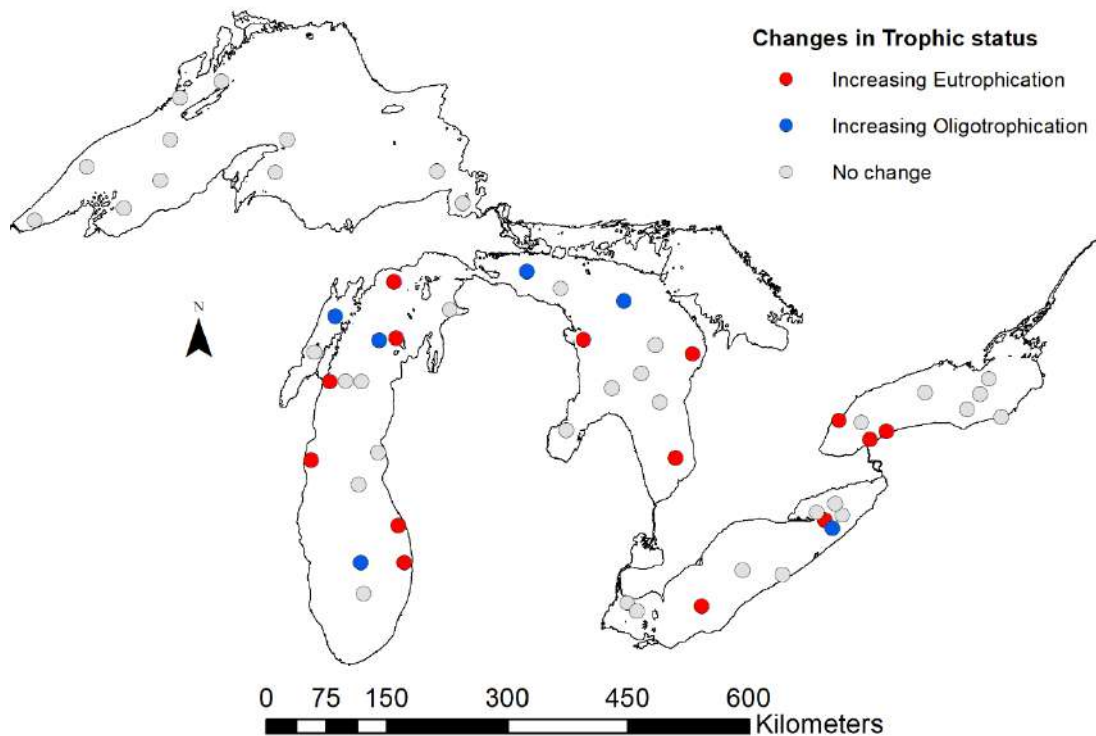 Changes in Trophic status
Increasing Eutrophication
Increasing Oligotrophication
No change
N
0 75 150 300 450 600
Kilometers